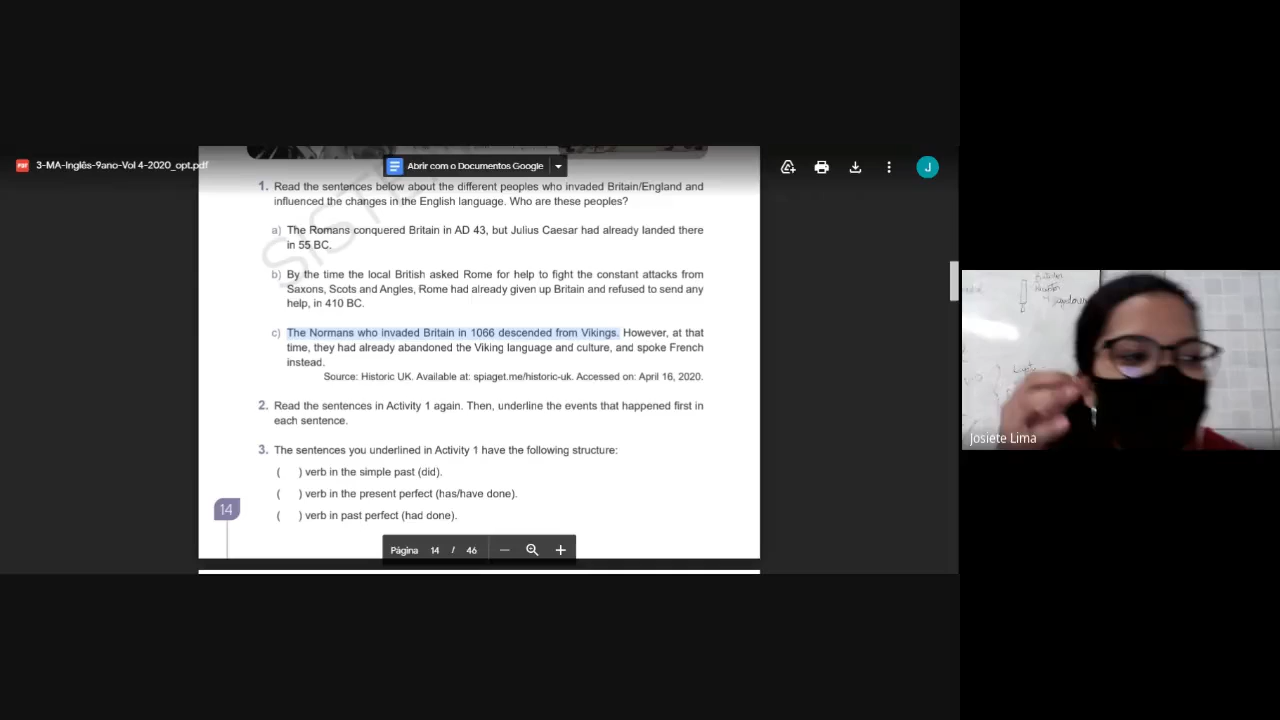 3-MA-Inglês-9ano-Vol 4-2020_opt.pdf
Abrir com o Documentos Google
J
1. Read the sentences below about the different peoples who invaded Britain/England and
influenced the changes in the English language. Who are these peoples?
a) The Romans conquered Britain in AD 43, but Julius Caesar had already landed there
in 55 BC.
b) By the time the local British asked Rome for help to fight the constant attacks from
Saxons, Scots and Angles, Rome had already given up Britain and refused to send any
help, in 410 BC.
c) The Normans who invaded Britain in 1066 descended from Vikings. However, at that
time, they had already abandoned the Viking language and culture, and spoke French
instead.
Source: Historic UK. Available at: spiaget.me/historic-uk. Accessed on: April 16, 2020.
2. Read the sentences in Activity 1 again. Then, underline the events that happened first in
each sentence.
3. The sentences you underlined in Activity 1 have the following structure:
( ) verb in the simple past (did).
( ) verb in the present perfect (has/have done).
( ) verb in past perfect (had done).
14
SISTE
Página 14 / 46
PDF
Josiete Lima